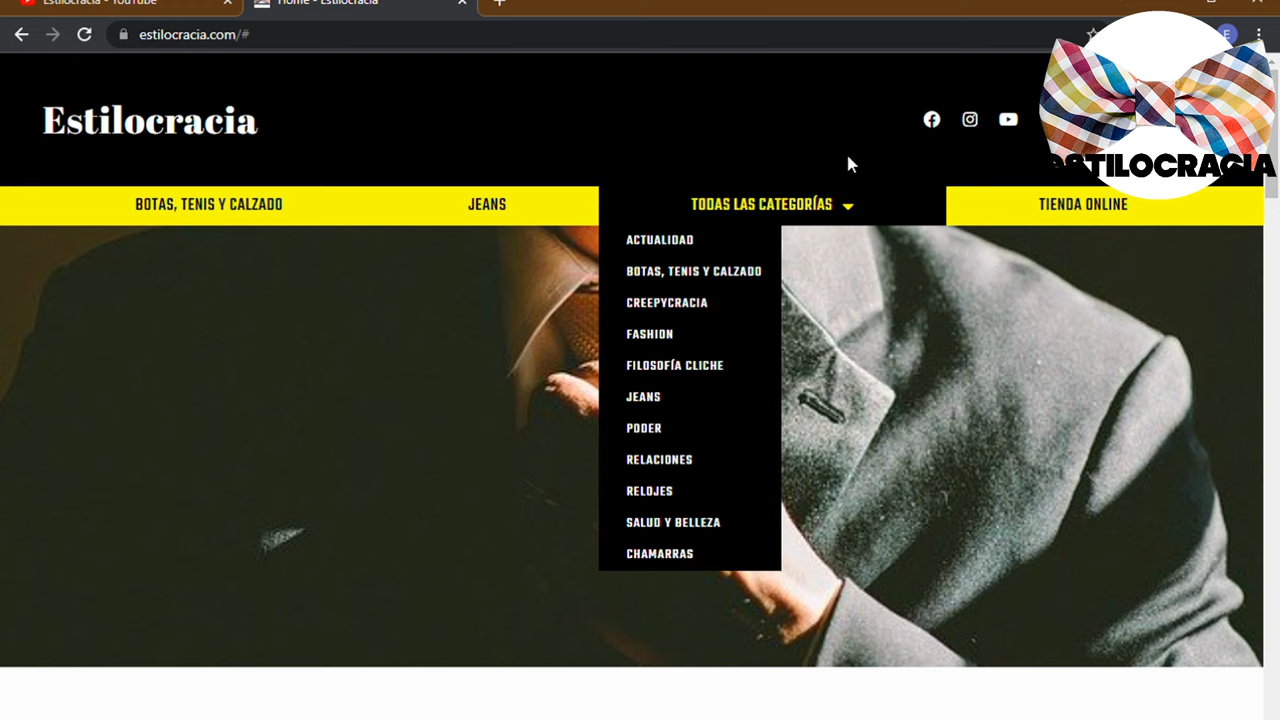 Estilocracia - YouTube
Home - Estilocracia
estilocracia.com/#
E
Estilocracia
ESTILOCRACIA
BOTAS, TENIS Y CALZADO
JEANS
TODAS LAS CATEGORÍAS
TIENDA ONLINE
ACTUALIDAD
BOTAS, TENIS Y CALZADO
CREEPYCRACIA
FASHION
FILOSOFÍA CLICHE
JEANS
PODER
RELACIONES
RELOJES
SALUD Y BELLEZA
CHAMARRAS